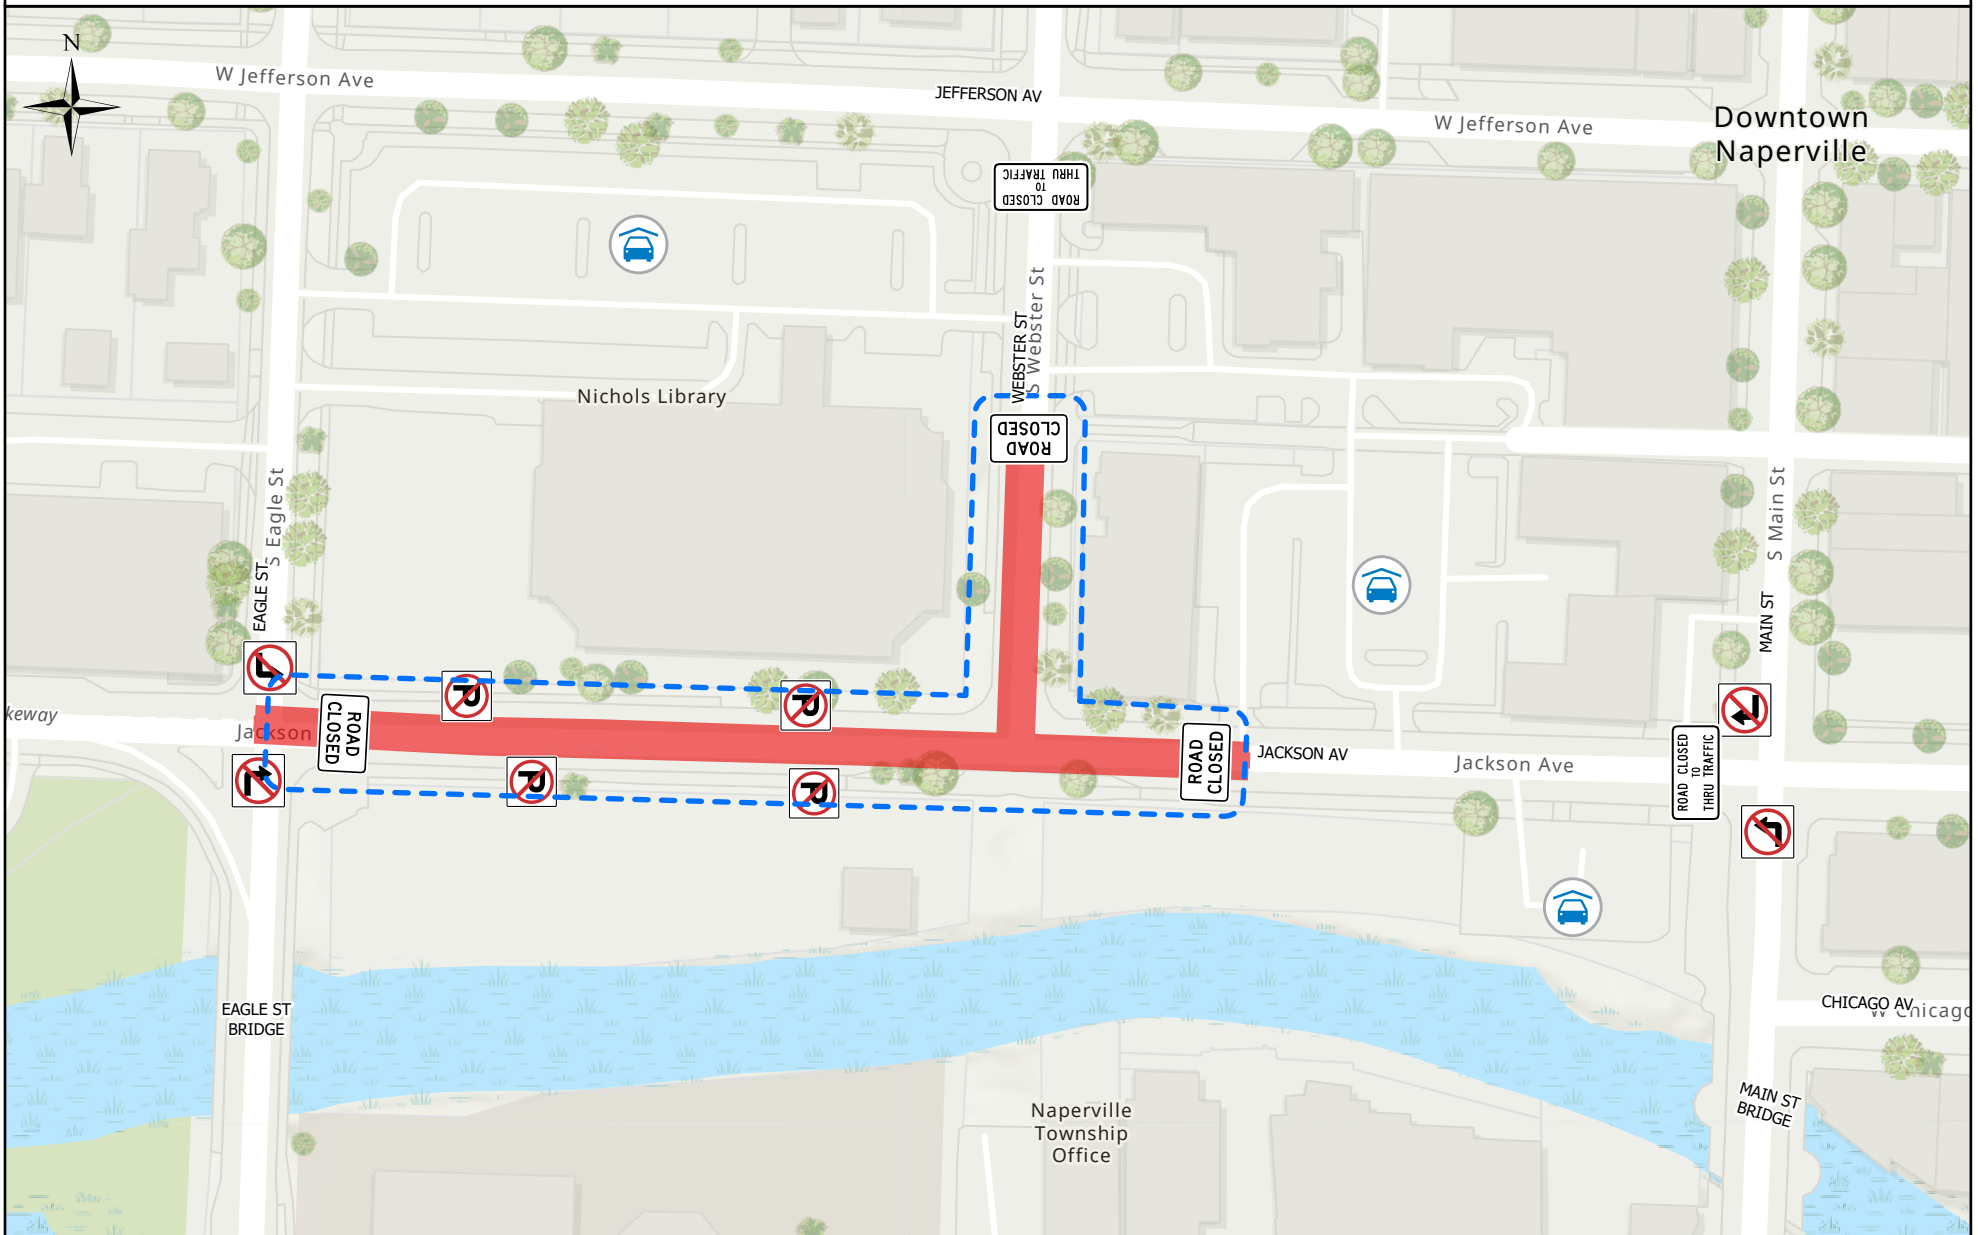 N
W Jefferson Ave
JEFFERSON AV
W Jefferson Ave
Downtown
Naperville
ROAD CLOSED
TO
THRU TRAFFIC
S Webster St
WEBSTER ST
Nichols Library
ROAD
CLOSED
S Eagle St
EAGLE ST
S Main St
MAIN ST
keway
Jackson
ROAD
CLOSED
P
P
P
P
ROAD
CLOSED
JACKSON AV
Jackson Ave
ROAD CLOSED
TO
THRU TRAFFIC
EAGLE ST
BRIDGE
CHICAGO AV
W Chicago
MAIN ST
BRIDGE
Naperville
Township
Office